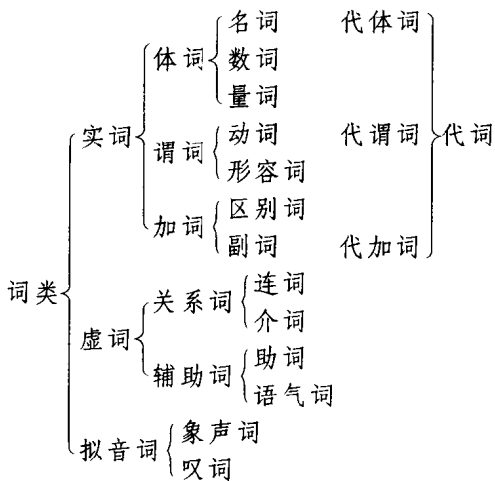 名词 代体词
体词 数词
量词
实词 动词 代谓词 代词
谓词 形容词
区别词
加词 副词 代加词
词类
关系词 连词
介词
虚词
辅助词 助词
语气词
拟音词 象声词
叹词